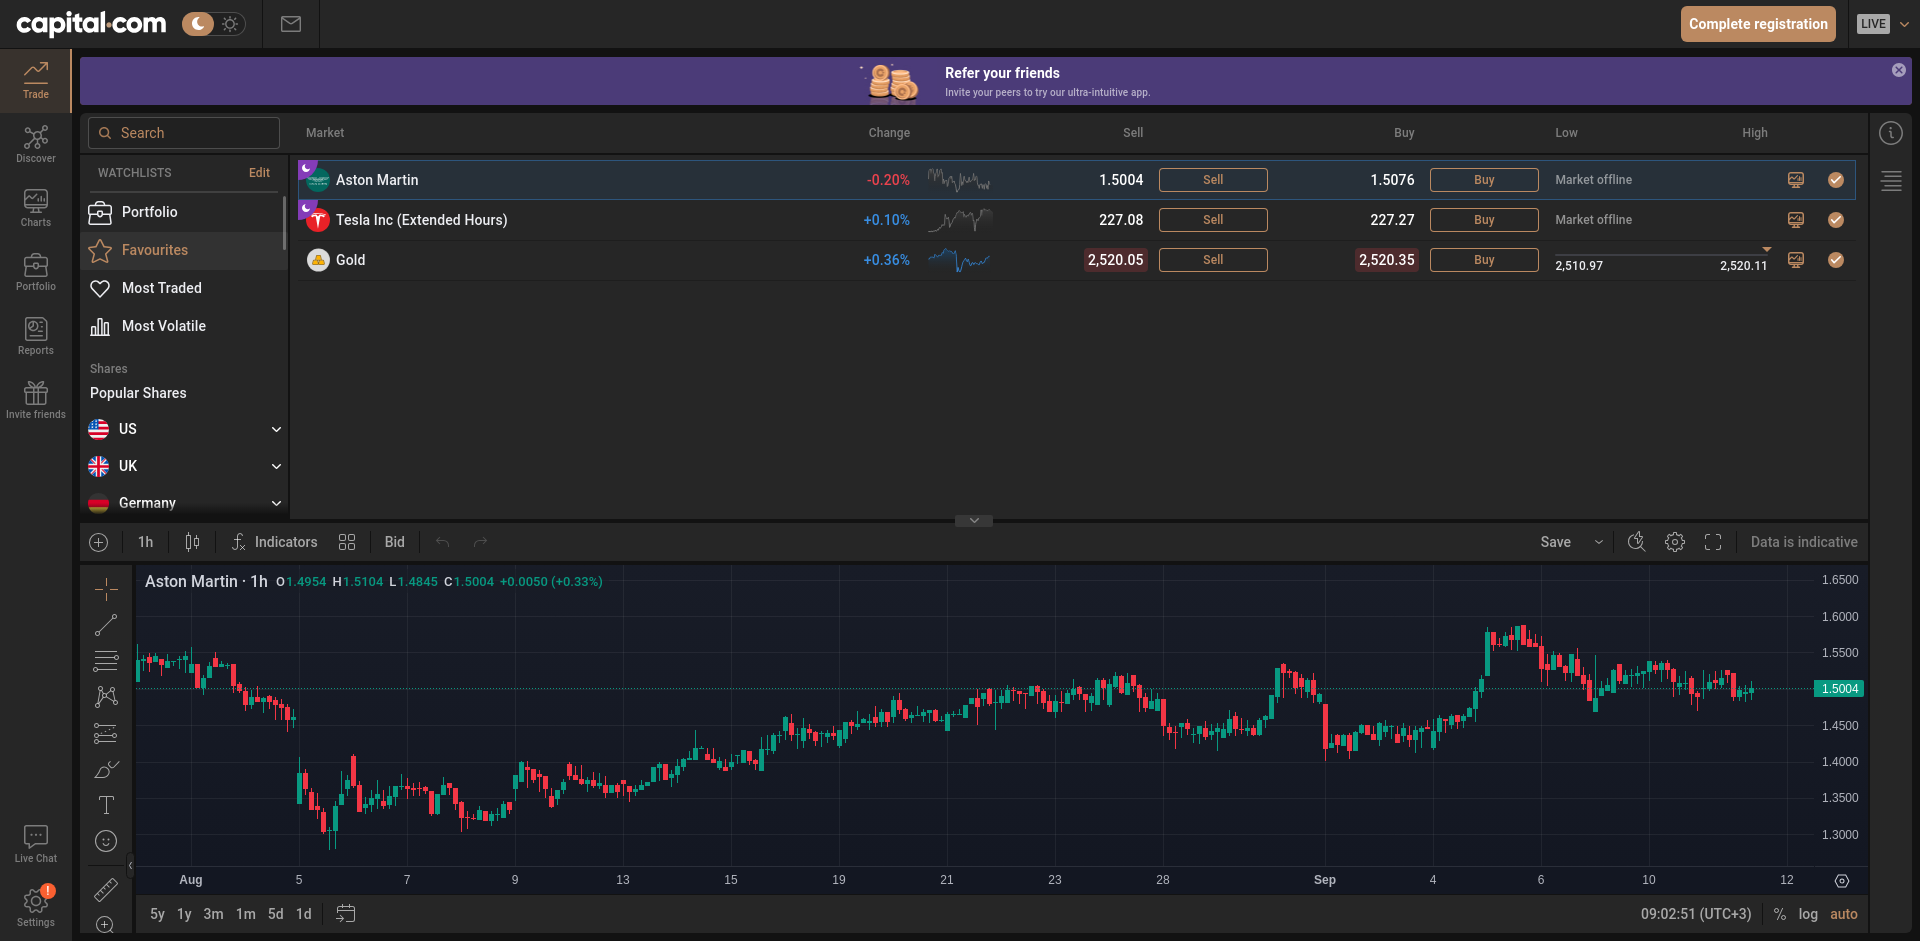 capital.com
Complete registration
LIVE
Trade
Discover
Charts
Portfolio
Reports
Invite friends
Live Chat
!
Settings
Refer your friends
Invite your peers to try our ultra-intuitive app.
Search
Market Change Sell Buy Low High
WATCHLISTS Edit
Portfolio
Favourites
Most Traded
Most Volatile
Shares
Popular Shares
US
UK
Germany
Aston Martin -0.20% 1.5004 Sell 1.5076 Buy Market offline
Tesla Inc (Extended Hours) +0.10% 227.08 Sell 227.27 Buy Market offline
Gold +0.36% 2,520.05 Sell 2,520.35 Buy 2,510.97 2,520.11
1h Indicators Bid Save Data is indicative
Aston Martin · 1h O1.4954 H1.5104 L1.4845 C1.5004 +0.0050 (+0.33%)
1.6500
1.6000
1.5500
1.5004
1.4500
1.4000
1.3500
1.3000
Aug 5 7 9 13 15 19 21 23 28 Sep 4 6 10 12
5y 1y 3m 1m 5d 1d 09:02:51 (UTC+3) % log auto